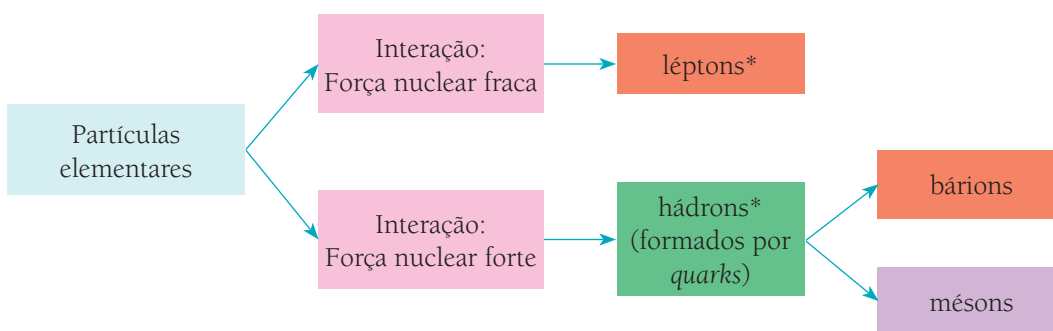 Partículas
elementares
Interação:
Força nuclear fraca
léptons*
Interação:
Força nuclear forte
hádrons*
(formados por
quarks)
bárions
mésons